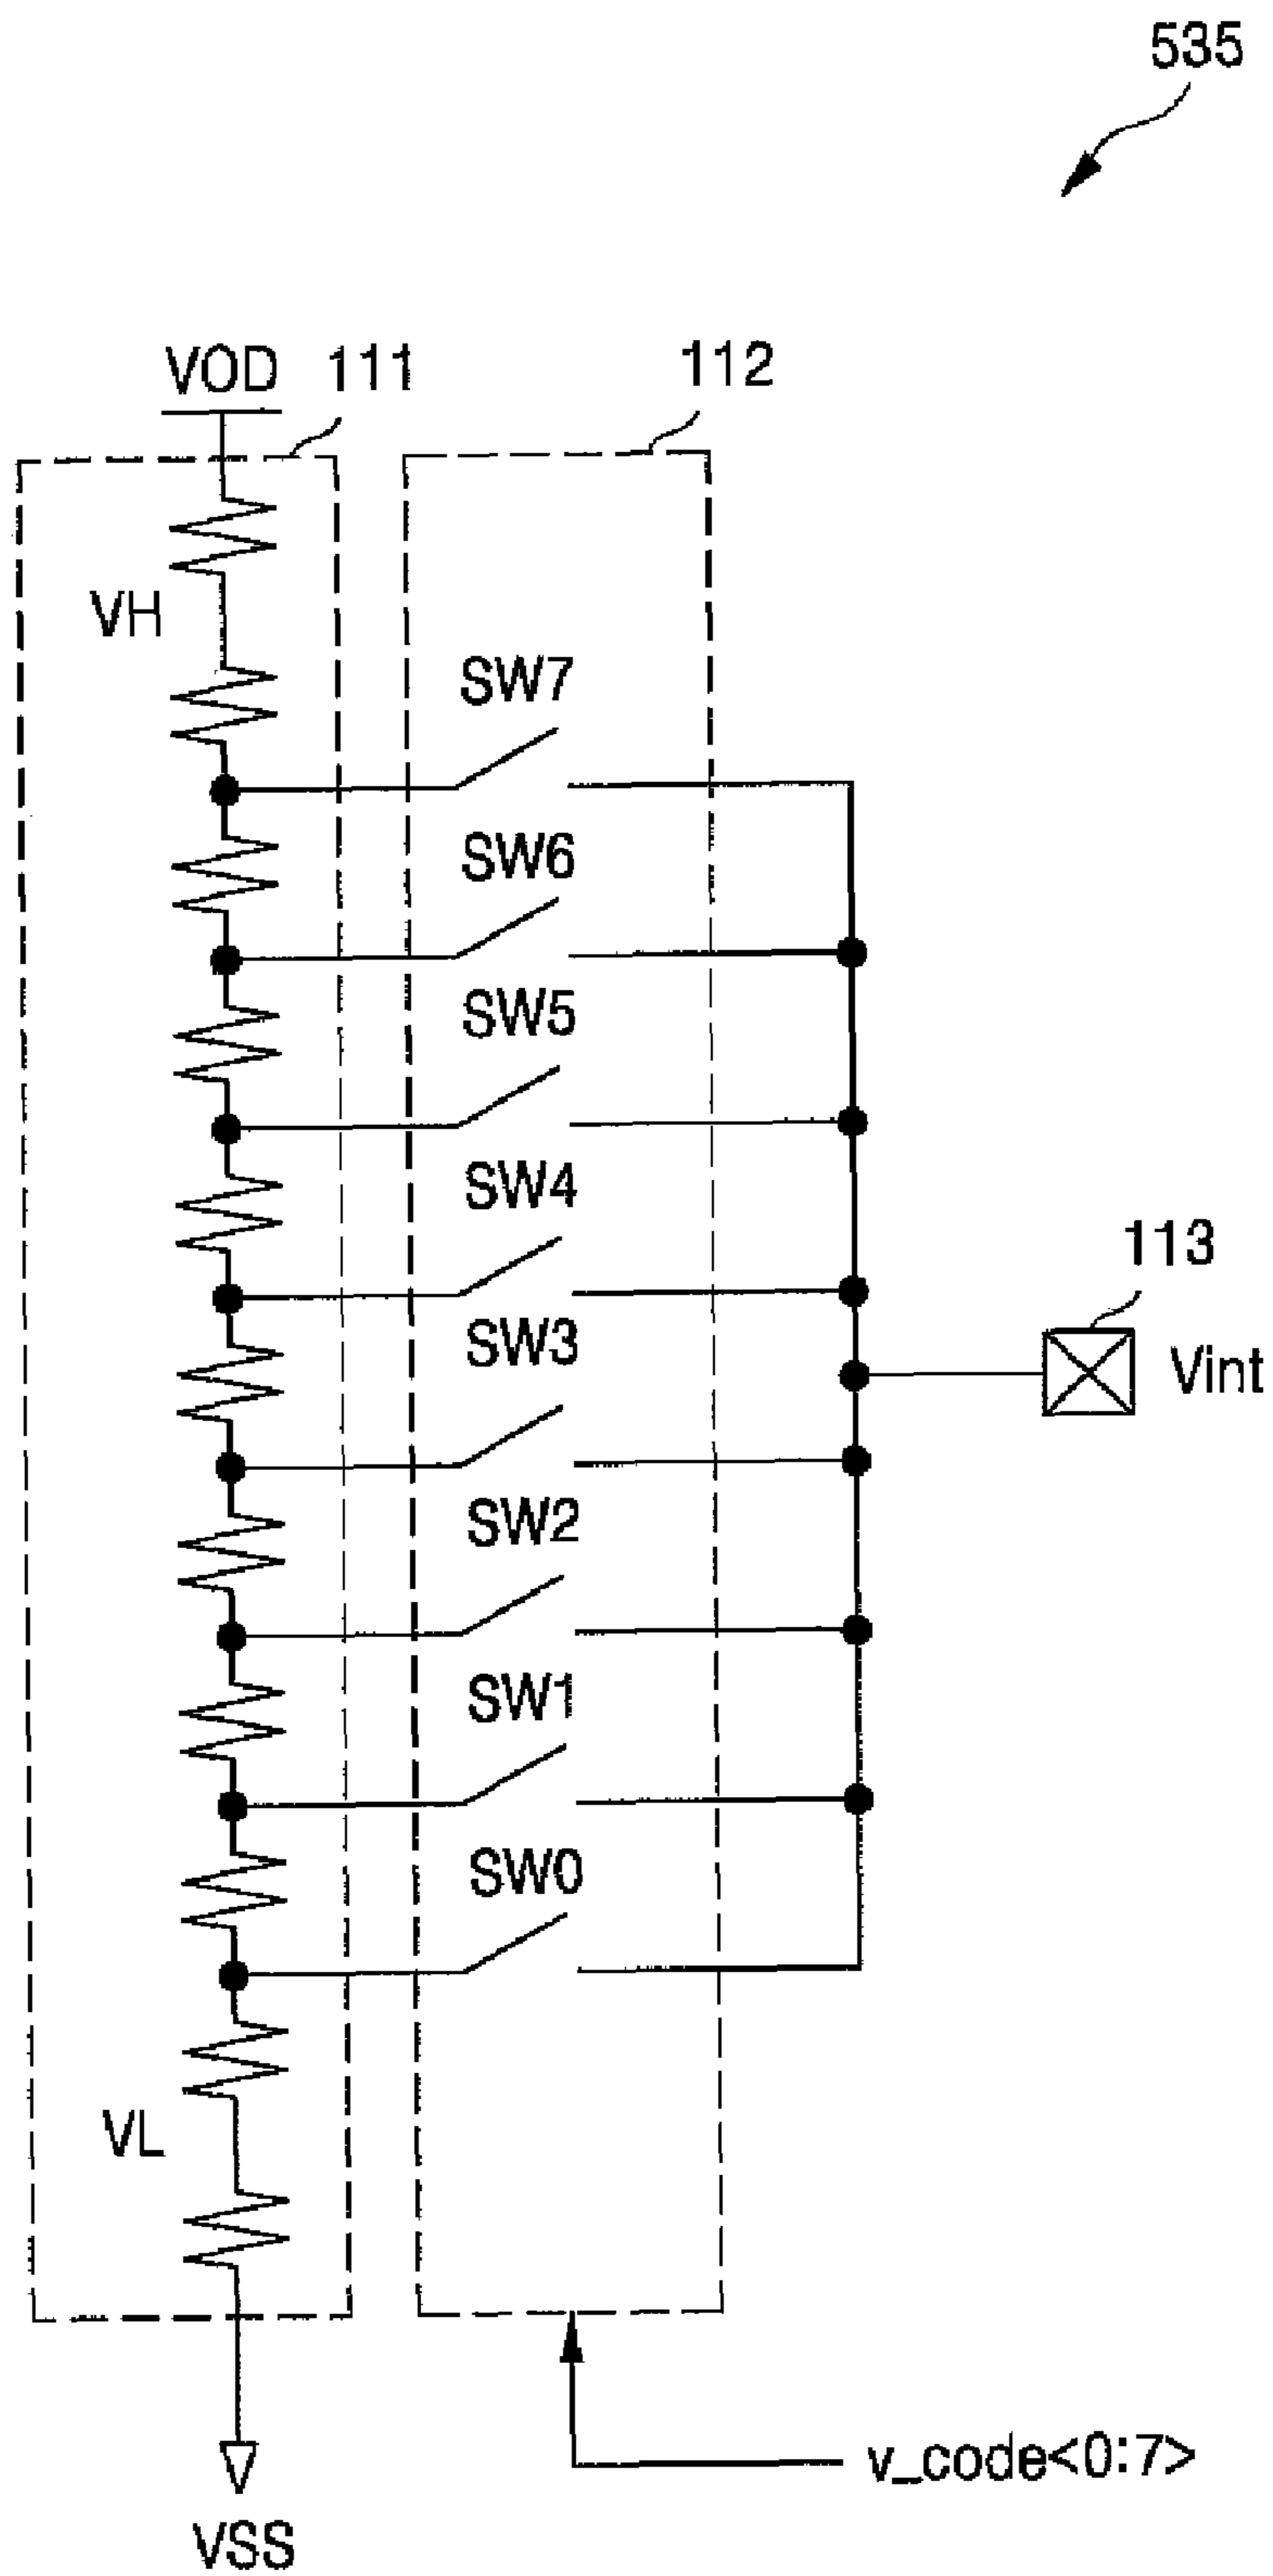 535
VOD
111
112
VH
SW7
SW6
SW5
SW4
113
SW3
Vint
SW2
SW1
SW0
VL
v_code<0:7>
VSS